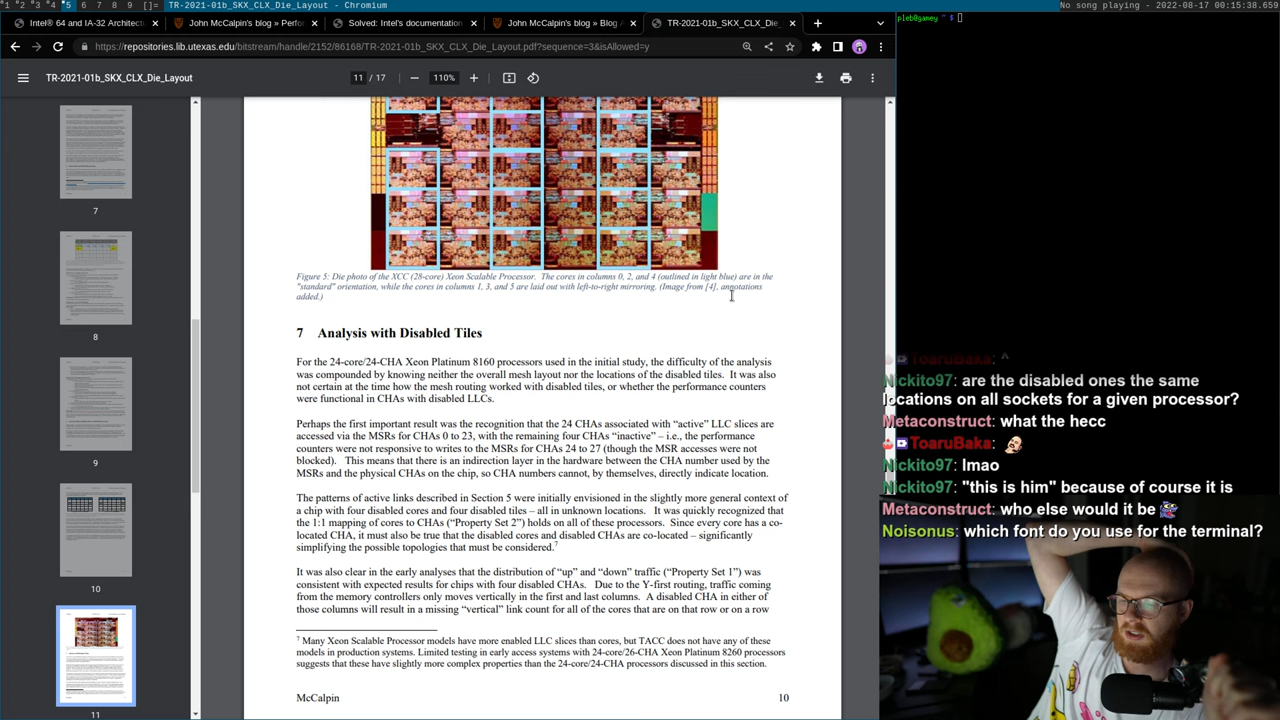 1 2 3 4 5 6 7 8 9 []= TR-2021-01b_SKX_CLX_Die_Layout - Chromium
No song playing - 2022-08-17 00:15:38.659
Intel® 64 and IA-32 Architectu
John McCalpin's blog » Perfor
Solved: Intel's documentation
John McCalpin's blog » Blog A
TR-2021-01b_SKX_CLX_Die_
https://repositories.lib.utexas.edu/bitstream/handle/2152/86168/TR-2021-01b_SKX_CLX_Die_Layout.pdf?sequence=3&isAllowed=y
TR-2021-01b_SKX_CLX_Die_Layout
11 / 17
110%
pleb@gamey ~ $
7
8
9
10
11
Figure 5: Die photo of the XCC (28-core) Xeon Scalable Processor. The cores in columns 0, 2, and 4 (outlined in light blue) are in the
"standard" orientation, while the cores in columns 1, 3, and 5 are laid out with left-to-right mirroring. (Image from [4], annotations
added.)
7 Analysis with Disabled Tiles
For the 24-core/24-CHA Xeon Platinum 8160 processors used in the initial study, the difficulty of the analysis
was compounded by knowing neither the overall mesh layout nor the locations of the disabled tiles. It was also
not certain at the time how the mesh routing worked with disabled tiles, or whether the performance counters
were functional in CHAs with disabled LLCs.
Perhaps the first important result was the recognition that the 24 CHAs associated with “active” LLC slices are
accessed via the MSRs for CHAs 0 to 23, with the remaining four CHAs “inactive” – i.e., the performance
counters were not responsive to writes to the MSRs for CHAs 24 to 27 (though the MSR accesses were not
blocked). This means that there is an indirection layer in the hardware between the CHA number used by the
MSRs and the physical CHAs on the chip, so CHA numbers cannot, by themselves, directly indicate location.
The patterns of active links described in Section 5 were initially envisioned in the slightly more general context of
a chip with four disabled cores and four disabled tiles – all in unknown locations. It was quickly recognized that
the 1:1 mapping of cores to CHAs (“Property Set 2”) holds on all of these processors. Since every core has a co-
located CHA, it must also be true that the disabled cores and disabled CHAs are co-located – significantly
simplifying the possible topologies that must be considered.7
It was also clear in the early analyses that the distribution of “up” and “down” traffic (“Property Set 1”) was
consistent with expected results for chips with four disabled CHAs. Due to the Y-first routing, traffic coming
from the memory controllers only moves vertically in the first and last columns. A disabled CHA in either of
those columns will result in a missing “vertical” link count for all of the cores that are on that row or on a row
7 Many Xeon Scalable Processor models have more enabled LLC slices than cores, but TACC does not have any of these
models in production systems. Limited testing in early access systems with 24-core/26-CHA Xeon Platinum 8260 processors
suggests that these have slightly more complex properties than the 24-core/24-CHA processors discussed in this section.
McCalpin
10
ToaruBaka: ^
Nickito97: are the disabled ones the same
locations on all sockets for a given processor?
Metaconstruct: what the hecc
ToaruBaka:
Nickito97: lmao
Nickito97: "this is him" because of course it is
Metaconstruct: who else would it be
Noisonus: which font do you use for the terminal?